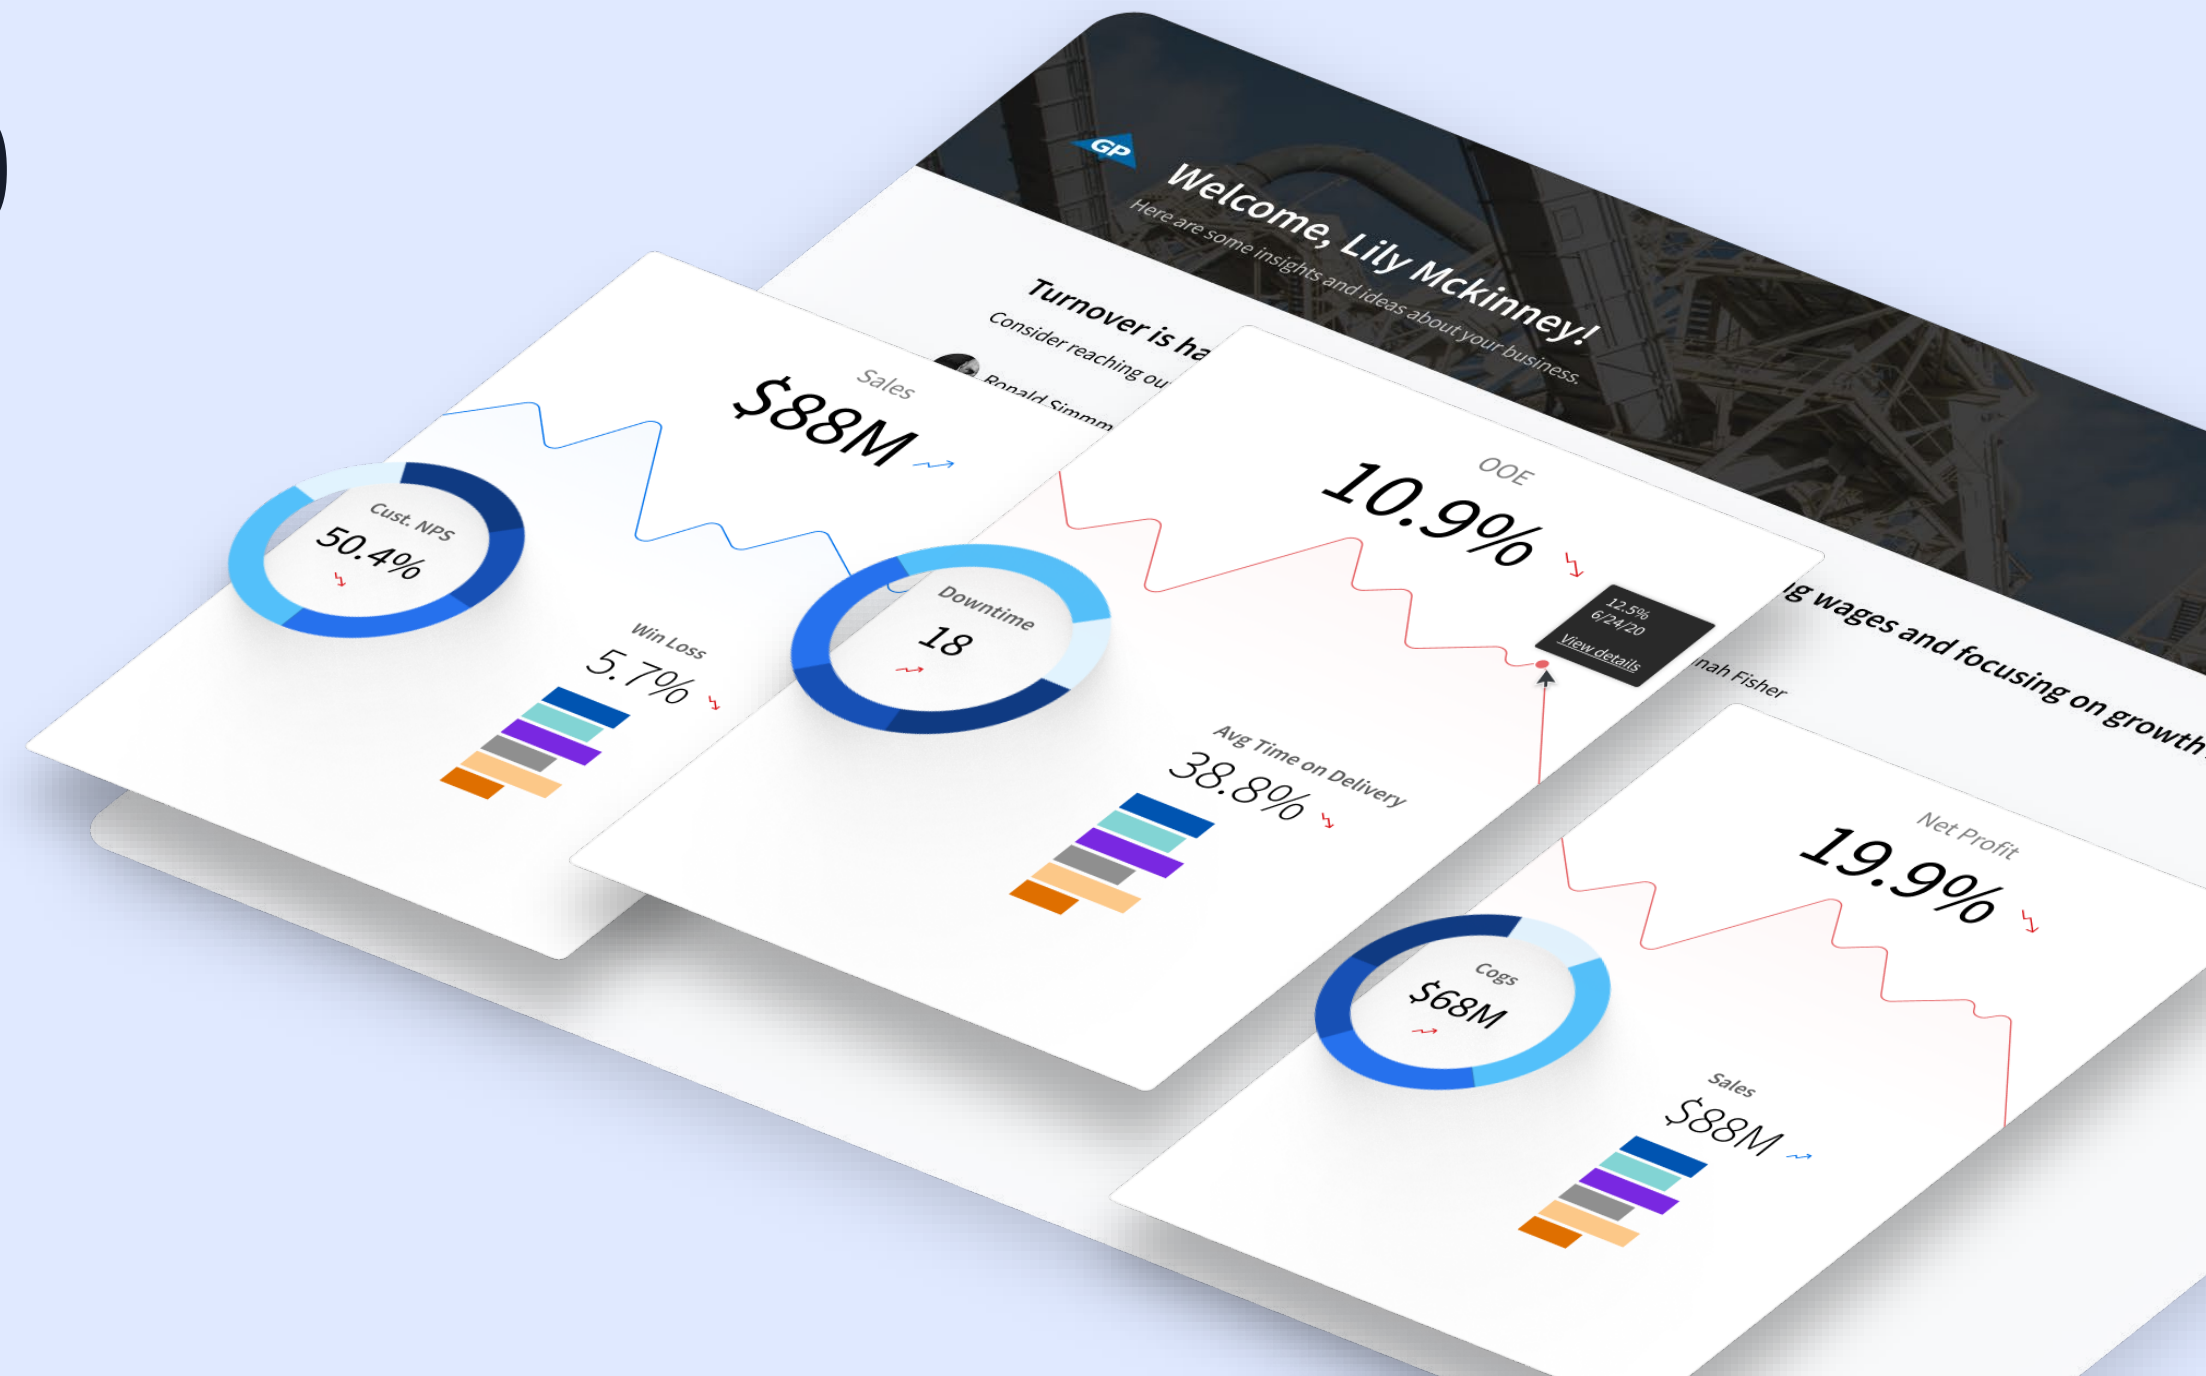 GP
Welcome, Lily Mckinney!
Here are some insights and ideas about your business.
Turnover is ha
Consider reaching ou
Ronald Simm
ng wages and focusing on growth
nah Fisher
Sales
$88M
Cust. NPS
50.4%
Win Loss
5.7%
OOE
10.9%
12.5%
6/24/20
View details
Downtime
18
Avg Time on Delivery
38.8%
Net Profit
19.9%
Cogs
$68M
Sales
$88M